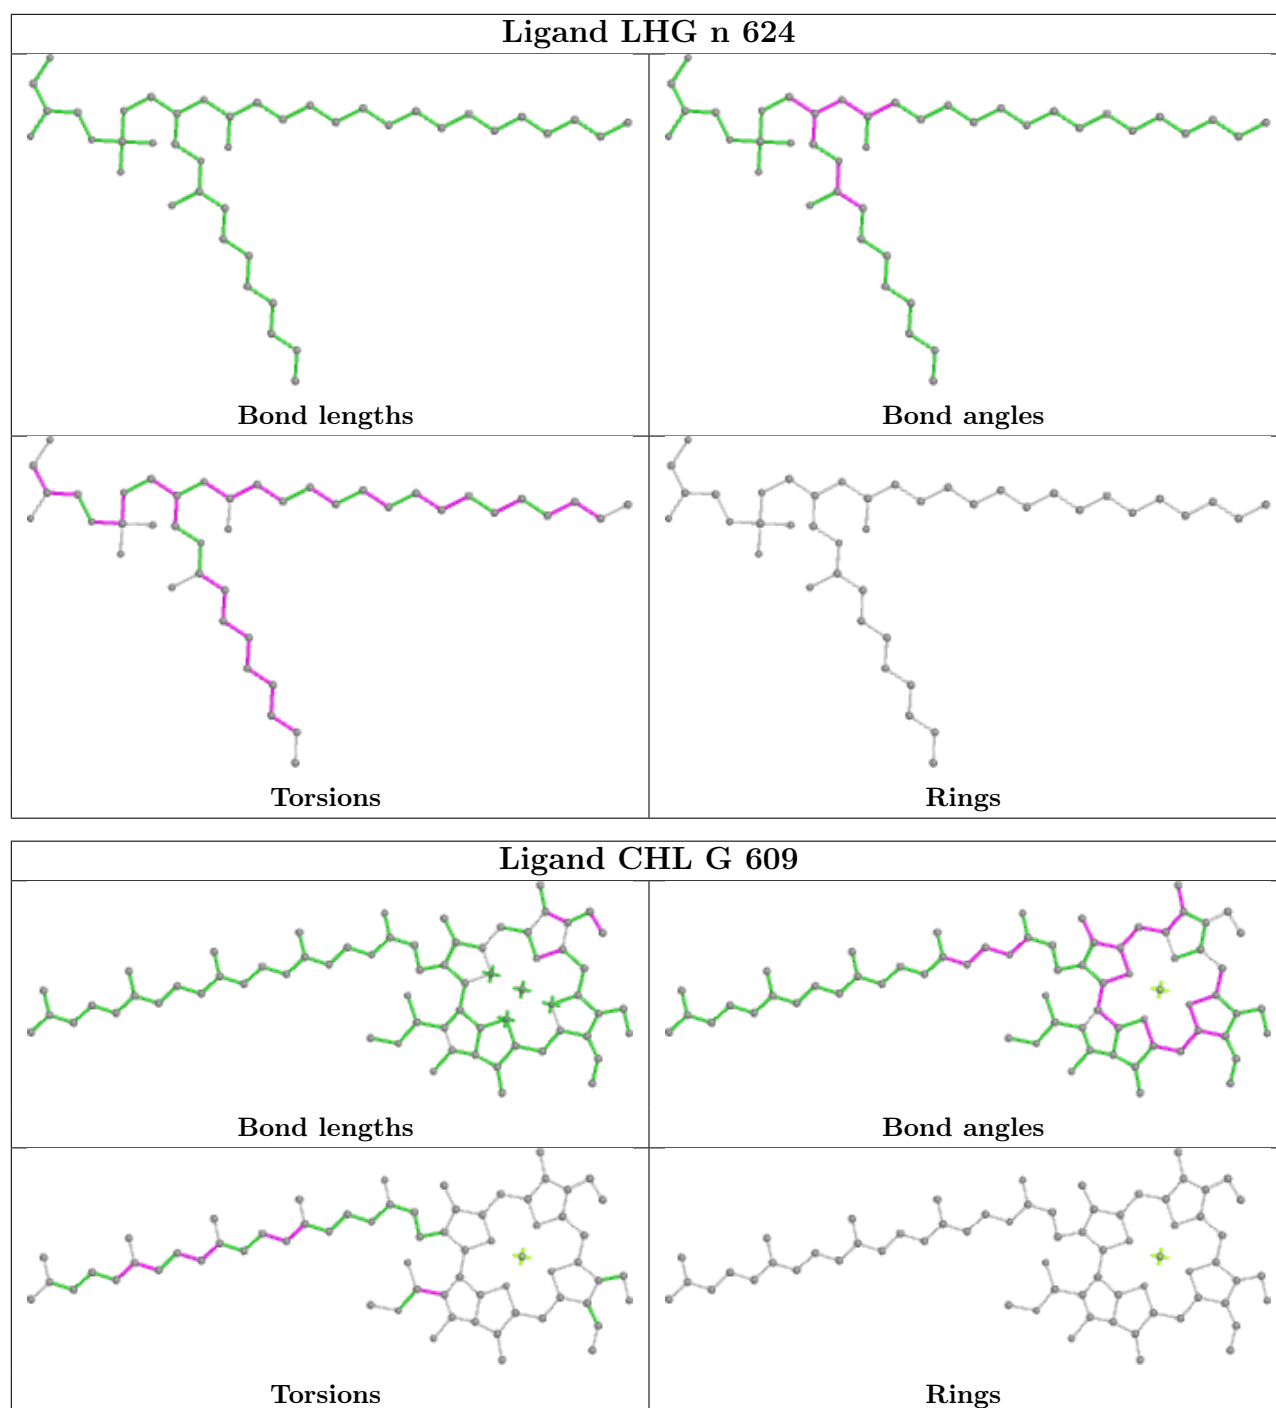 Ligand LHG n 624
Bond lengths
Bond angles
Torsions
Rings
Ligand CHL G 609
Bond lengths
Bond angles
Torsions
Rings